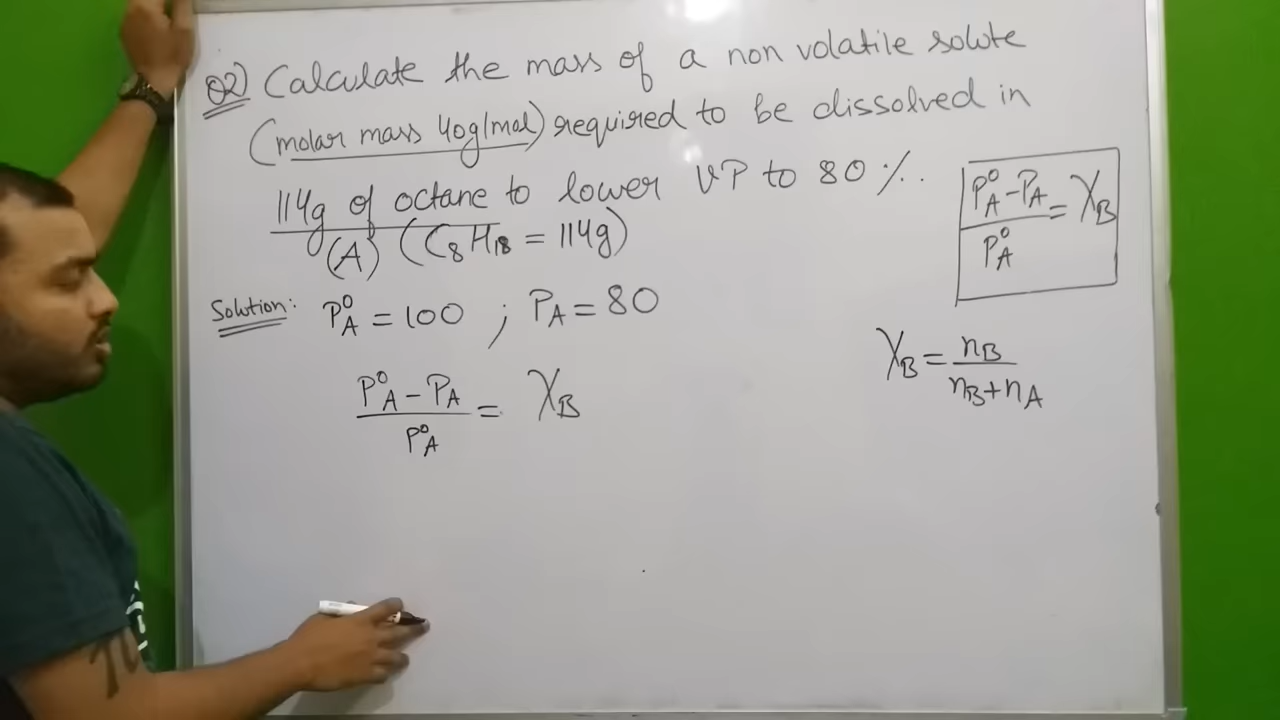 Q2) Calculate the mass of a non volatile solute
(molar mass 40g/mol) required to be dissolved in
114g of octane to lower VP to 80 %.
(A) (C₈H₁₈ = 114g)
P°A - PA / P°A = XB
Solution: P°A = 100 ; PA = 80
P°A - PA / P°A = XB
XB = nB / nB + nA